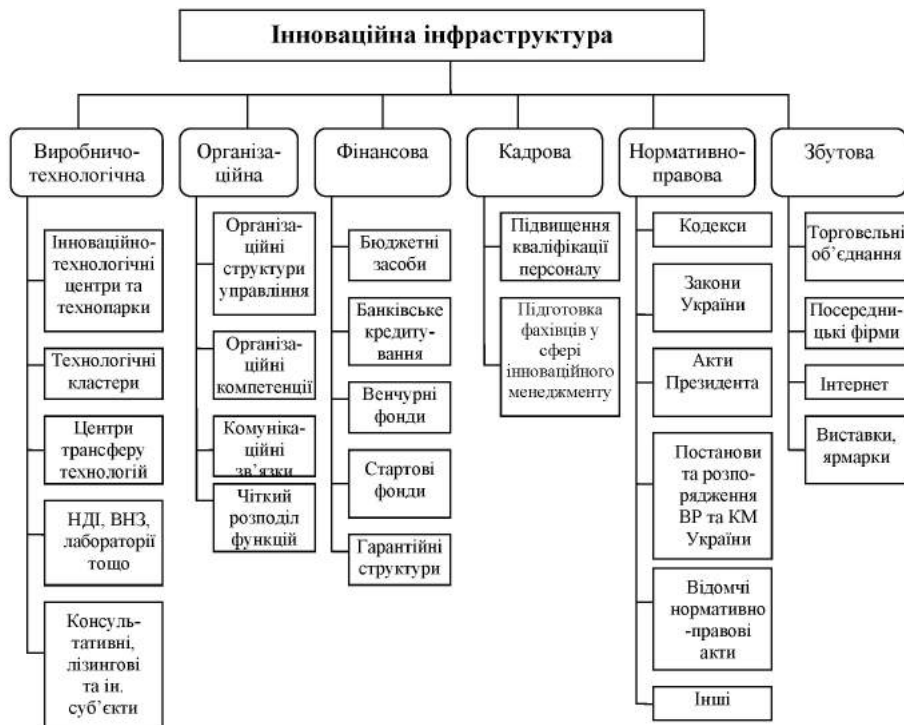 Інноваційна інфраструктура
Виробничо-
технологічна
Інноваційно-
технологічні
центри та
технопарки
Технологічні
кластери
Центри
трансферу
технологій
НДІ, ВНЗ,
лабораторії
тощо
Консуль-
тативні,
лізингові
та ін.
суб’єкти
Організа-
ційна
Організа-
ційні
структури
управління
Організа-
ційні
компетенції
Комуніка-
ційні
зв’язки
Чіткий
розподіл
функцій
Фінансова
Бюджетні
засоби
Банківське
кредиту-
вання
Венчурні
фонди
Стартові
фонди
Гарантійні
структури
Кадрова
Підвищення
кваліфікації
персоналу
Підготовка
фахівців у
сфері
інноваційного
менеджменту
Нормативно-
правова
Кодекси
Закони
України
Акти
Президента
Постанови
та розпо-
рядження
ВР та КМ
України
Відомчі
нормативно
-правові
акти
Інші
Збутова
Торговельні
об’єднання
Посередни-
цькі фірми
Інтернет
Виставки,
ярмарки